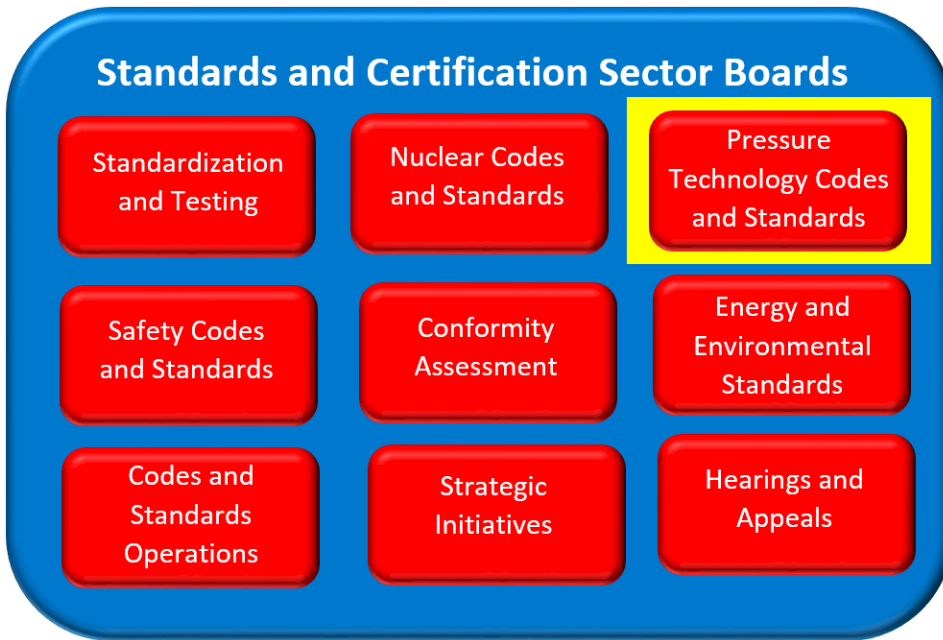 Standards and Certification Sector Boards
Standardization
and Testing
Nuclear Codes
and Standards
Pressure
Technology Codes
and Standards
Safety Codes
and Standards
Conformity
Assessment
Energy and
Environmental
Standards
Codes and
Standards
Operations
Strategic
Initiatives
Hearings and
Appeals